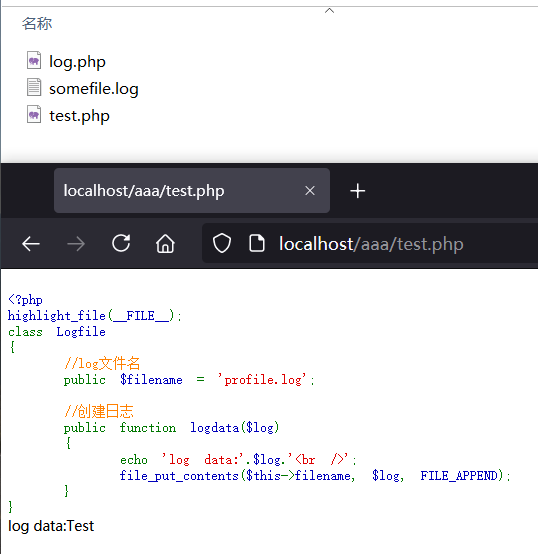 名称
log.php
somefile.log
test.php
localhost/aaa/test.php
localhost/aaa/test.php
<?php
highlight_file(__FILE__);
class Logfile
{
//log文件名
public $filename = 'profile.log';
//创建日志
public function logdata($log)
{
echo 'log data:'.$log.'<br />';
file_put_contents($this->filename, $log, FILE_APPEND);
}
}
log data:Test